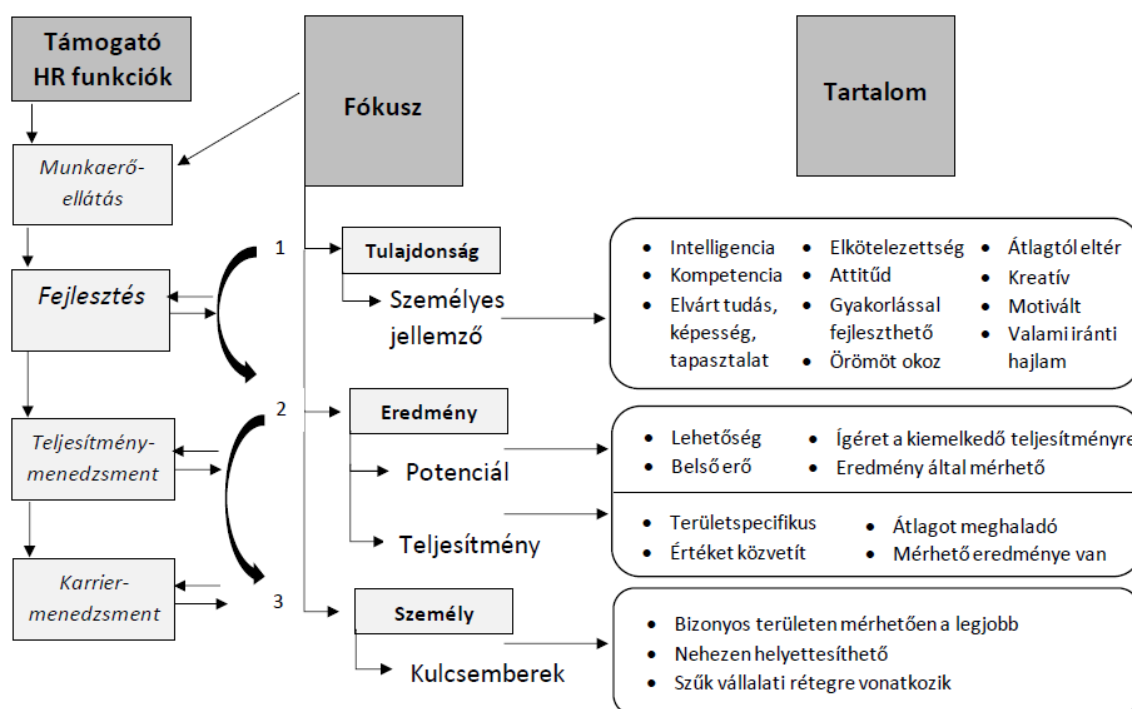 Támogató
HR funkciók
Fókusz
Tartalom
Munkaerő-
ellátás
Fejlesztés
Teljesítmény-
menedzsment
Karrier-
menedzsment
1
Tulajdonság
Személyes
jellemző
• Intelligencia
• Kompetencia
• Elvárt tudás,
képesség,
tapasztalat
• Elkötelezettség
• Attitűd
• Gyakorlással
fejleszthető
• Örömöt okoz
• Átlagtól eltér
• Kreatív
• Motivált
• Valami iránti
hajlam
2
Eredmény
Potenciál
• Lehetőség
• Belső erő
• Ígéret a kiemelkedő teljesítményre
• Eredmény által mérhető
Teljesítmény
• Területspecifikus
• Értéket közvetít
• Átlagot meghaladó
• Mérhető eredménye van
3
Személy
Kulcsemberek
• Bizonyos területen mérhetően a legjobb
• Nehezen helyettesíthető
• Szűk vállalati rétegre vonatkozik